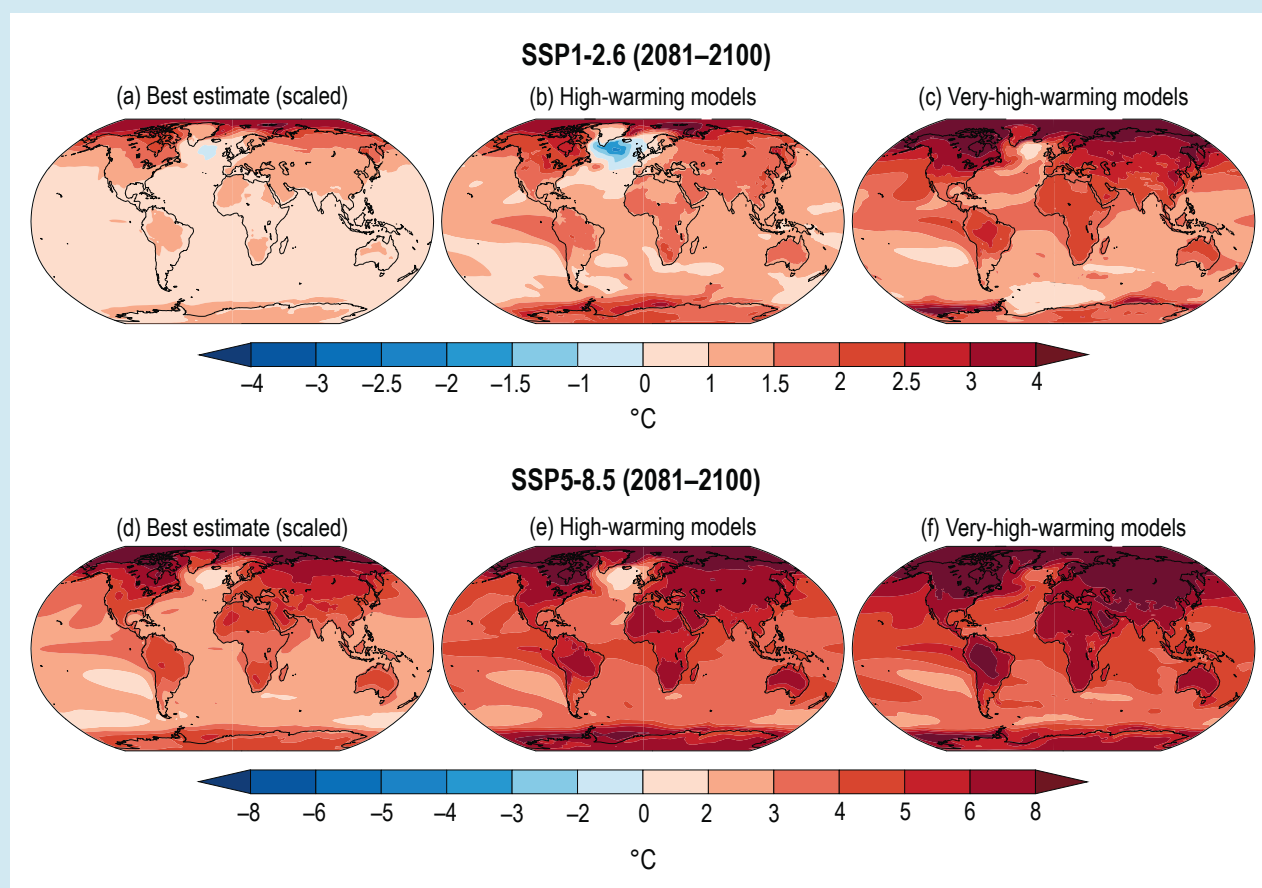 SSP1-2.6 (2081–2100)
(a) Best estimate (scaled) (b) High-warming models (c) Very-high-warming models
–4 –3 –2.5 –2 –1.5 –1 0 1 1.5 2 2.5 3 4
°C
SSP5-8.5 (2081–2100)
(d) Best estimate (scaled) (e) High-warming models (f) Very-high-warming models
–8 –6 –5 –4 –3 –2 0 2 3 4 5 6 8
°C